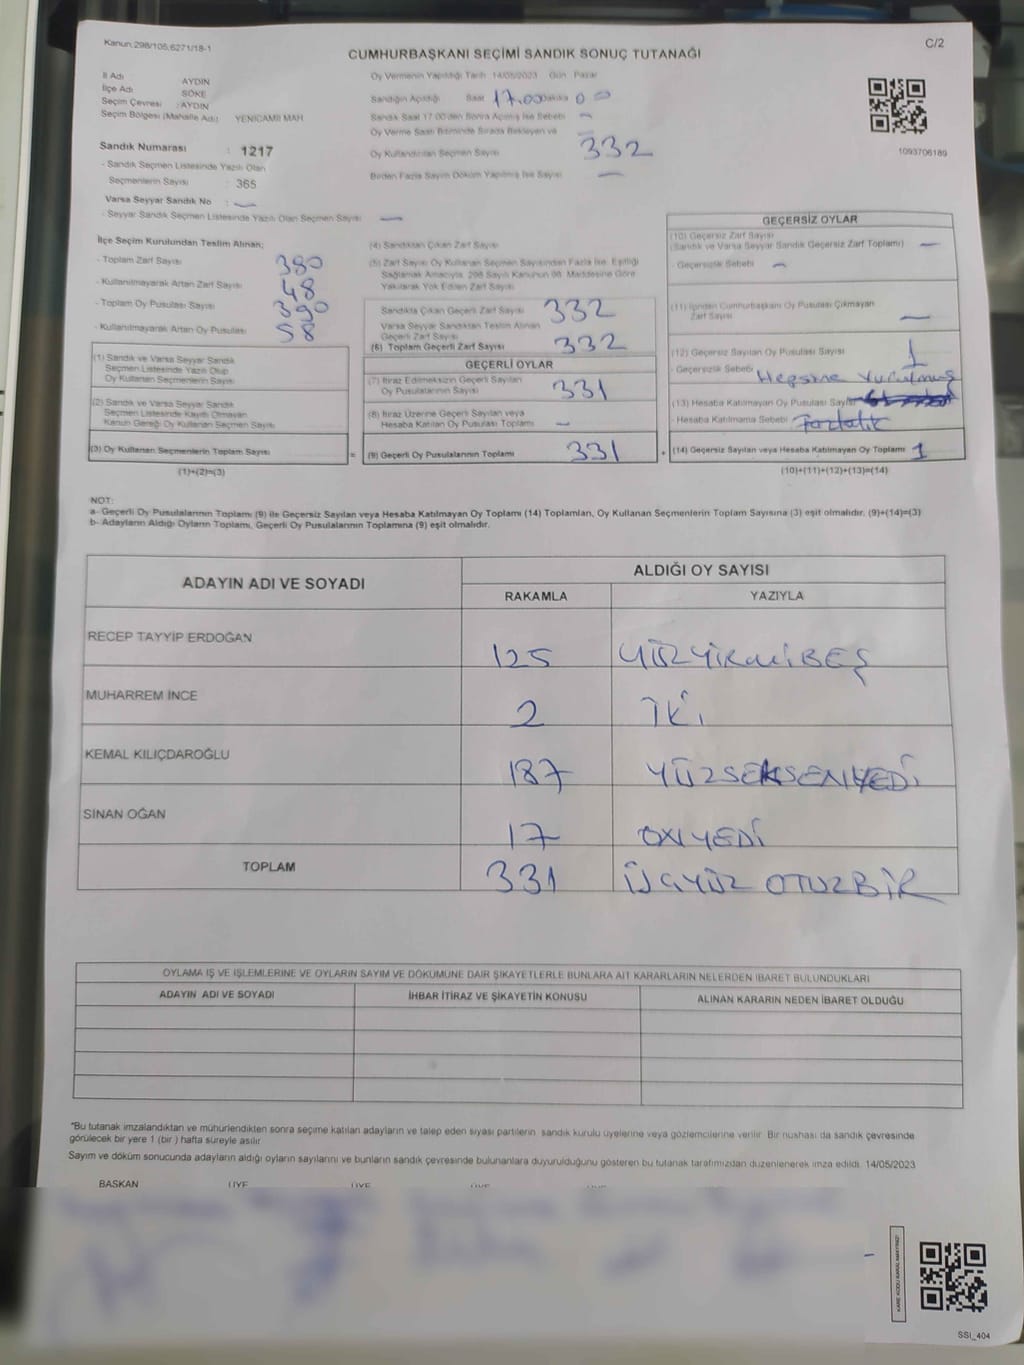 Kanun;298/105,6271/18-1
C/2
CUMHURBAŞKANI SEÇİMİ SANDIK SONUÇ TUTANAĞI
İl Adı AYDIN
İlçe Adı SÖKE
Seçim Çevresi : AYDIN
Seçim Bölgesi (Mahalle Adı) YENİCAMİİ MAH
Sandık Numarası : 1217
- Sandık Seçmen Listesinde Yazılı Olan
Seçmenlerin Sayısı : 365
Varsa Seyyar Sandık No : —
- Seyyar Sandık Seçmen Listesinde Yazılı Olan Seçmen Sayısı —
Oy Vermenin Yapıldığı Tarih 14/05/2023 Gün Pazar
Sandığın Açıldığı Saat 17.00 Dakika 00
Sandık Saat 17.00'den Sonra Açılmış İse Sebebi —
Oy Verme Saati Bitiminde Sırada Bekleyen ve —
Oy Kullandırılan Seçmen Sayısı 332
Birden Fazla Sayım Döküm Yapılmış İse Sayısı —
1093706189
İlçe Seçim Kurulundan Teslim Alınan;
- Toplam Zarf Sayısı 380
- Kullanılmayarak Artan Zarf Sayısı 48
- Toplam Oy Pusulası Sayısı 390
- Kullanılmayarak Artan Oy Pusulası 58
(1) Sandık ve Varsa Seyyar Sandık
Seçmen Listesinde Yazılı Olup
Oy Kullanan Seçmenlerin Sayısı
(2) Sandık ve Varsa Seyyar Sandık
Seçmen Listesinde Kayıtlı Olmayan
Kanun Gereği Oy Kullanan Seçmen Sayısı
(3) Oy Kullanan Seçmenlerin Toplam Sayısı =
(1)+(2)=(3)
(4) Sandıktan Çıkan Zarf Sayısı
(5) Zarf Sayısı Oy Kullanan Seçmen Sayısından Fazla İse, Eşitliği
Sağlamak Amacıyla, 298 Sayılı Kanunun 98. Maddesine Göre
Yakılarak Yok Edilen Zarf Sayısı
Sandıkta Çıkan Geçerli Zarf Sayısı 332
Varsa Seyyar Sandıktan Teslim Alınan
Geçerli Zarf Sayısı
(6) Toplam Geçerli Zarf Sayısı 332
GEÇERLİ OYLAR
(7) İtiraz Edilmeksizin Geçerli Sayılan
Oy Pusulalarının Sayısı 331
(8) İtiraz Üzerine Geçerli Sayılan veya
Hesaba Katılan Oy Pusulası Toplamı —
(9) Geçerli Oy Pusulalarının Toplamı 331 +
GEÇERSİZ OYLAR
(10) Geçersiz Zarf Sayısı
(Sandık ve Varsa Seyyar Sandık Geçersiz Zarf Toplamı) —
- Geçersizlik Sebebi —
(11) İçinden Cumhurbaşkanı Oy Pusulası Çıkmayan
Zarf Sayısı —
(12) Geçersiz Sayılan Oy Pusulası Sayısı 1
- Geçersizlik Sebebi Hepsine Vurulmuş
(13) Hesaba Katılmayan Oy Pusulası Sayısı
- Hesaba Katılmama Sebebi Fazlalık
(14) Geçersiz Sayılan veya Hesaba Katılmayan Oy Toplamı 1
(10)+(11)+(12)+(13)=(14)
NOT:
a- Geçerli Oy Pusulalarının Toplamı (9) ile Geçersiz Sayılan veya Hesaba Katılmayan Oy Toplamı (14) Toplamları, Oy Kullanan Seçmenlerin Toplam Sayısına (3) eşit olmalıdır. (9)+(14)=(3)
b- Adayların Aldığı Oyların Toplamı, Geçerli Oy Pusulalarının Toplamına (9) eşit olmalıdır.
ADAYIN ADI VE SOYADI ALDIĞI OY SAYISI
RAKAMLA YAZIYLA
RECEP TAYYİP ERDOĞAN 125 YÜZYİRMİBEŞ
MUHARREM İNCE 2 İKİ
KEMAL KILIÇDAROĞLU 187 YÜZSEKSENYEDİ
SİNAN OĞAN 17 ONYEDİ
TOPLAM 331 ÜÇYÜZ OTUZBİR
OYLAMA İŞ VE İŞLEMLERİNE VE OYLARIN SAYIM VE DÖKÜMÜNE DAİR ŞİKAYETLERLE BUNLARA AİT KARARLARIN NELERDEN İBARET BULUNDUKLARI
ADAYIN ADI VE SOYADI İHBAR İTİRAZ VE ŞİKAYETİN KONUSU ALINAN KARARIN NEDEN İBARET OLDUĞU
*Bu tutanak imzalandıktan ve mühürlendikten sonra seçime katılan adayların ve talep eden siyasi partilerin sandık kurulu üyelerine veya gözlemcilerine verilir. Bir nüshası da sandık çevresinde
görülecek bir yere 1 (bir) hafta süreyle asılır
Sayım ve döküm sonucunda adayların aldığı oyların sayılarını ve bunların sandık çevresinde bulunanlara duyurulduğunu gösteren bu tutanak tarafımızdan düzenlenerek imza edildi. 14/05/2023
BAŞKAN ÜYE ÜYE ÜYE ÜYE
KARE KODU KARALAMAYINIZ!
SSI_404